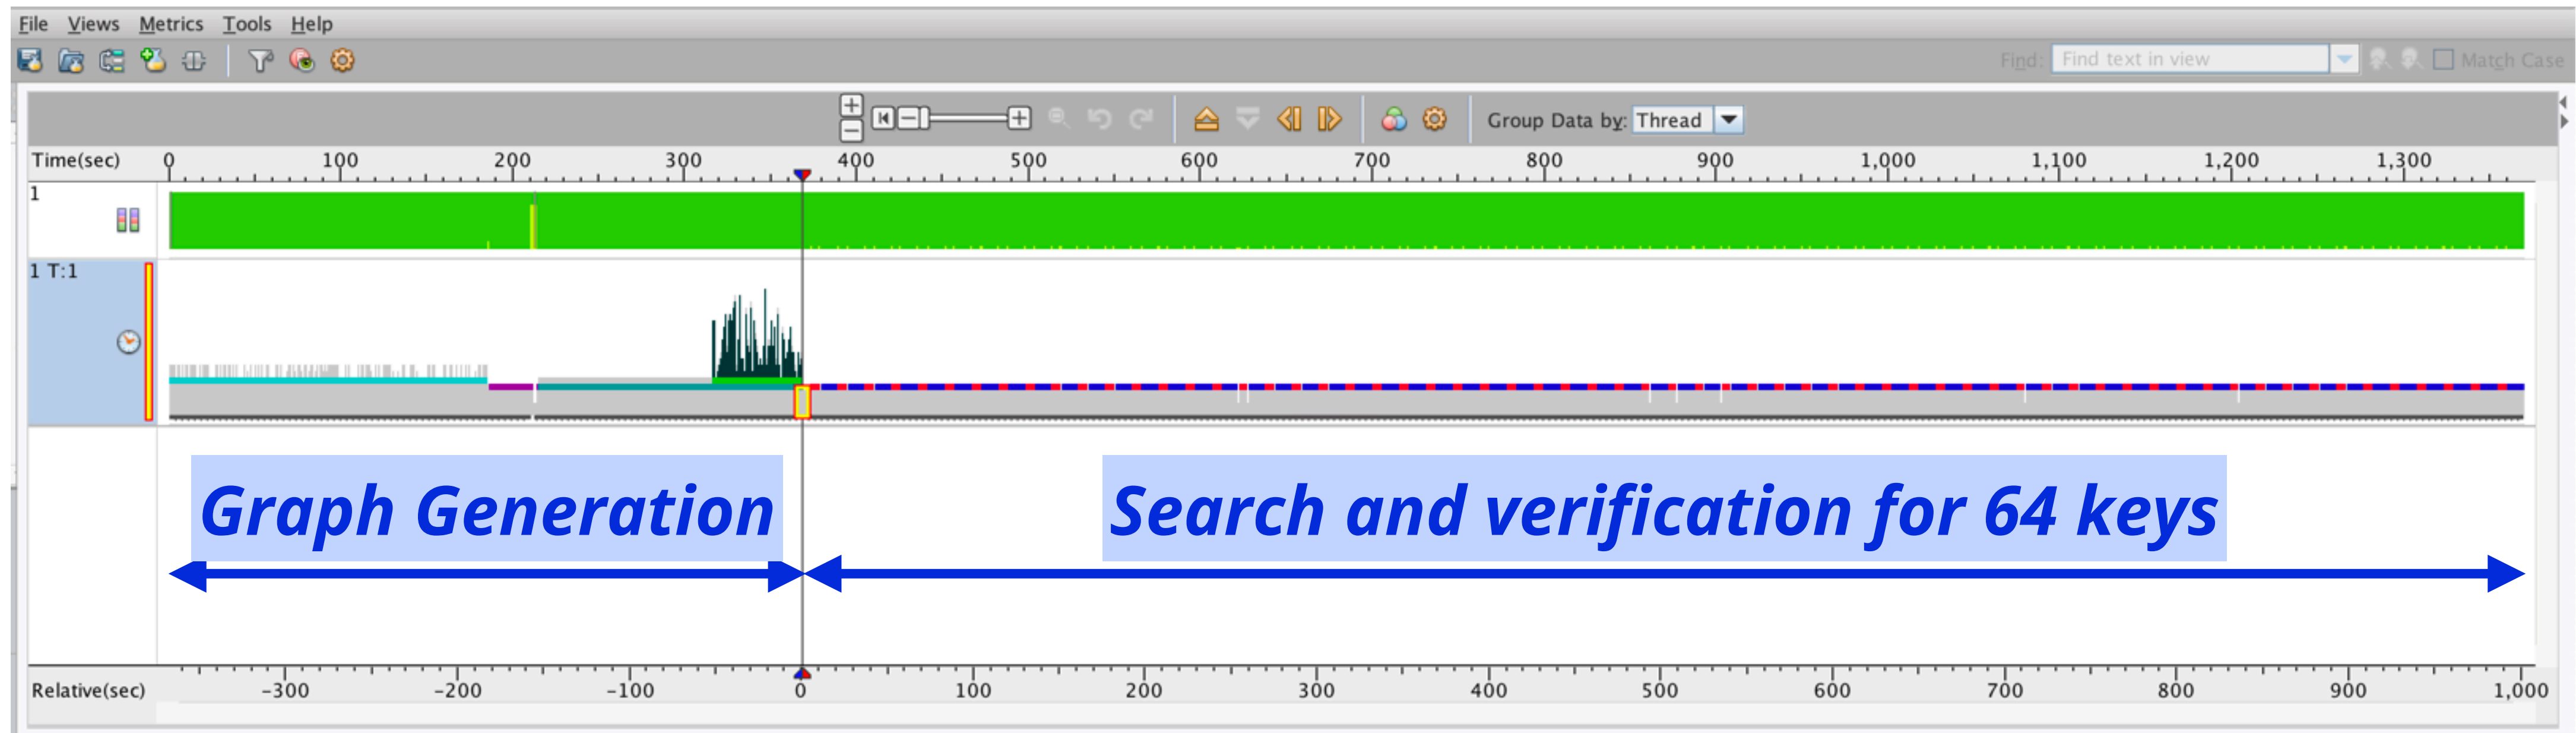 File Views Metrics Tools Help
Find: Find text in view Match Case
Group Data by: Thread
Time(sec) 0 100 200 300 400 500 600 700 800 900 1,000 1,100 1,200 1,300
1
1 T:1
Graph Generation Search and verification for 64 keys
Relative(sec) -300 -200 -100 0 100 200 300 400 500 600 700 800 900 1,000